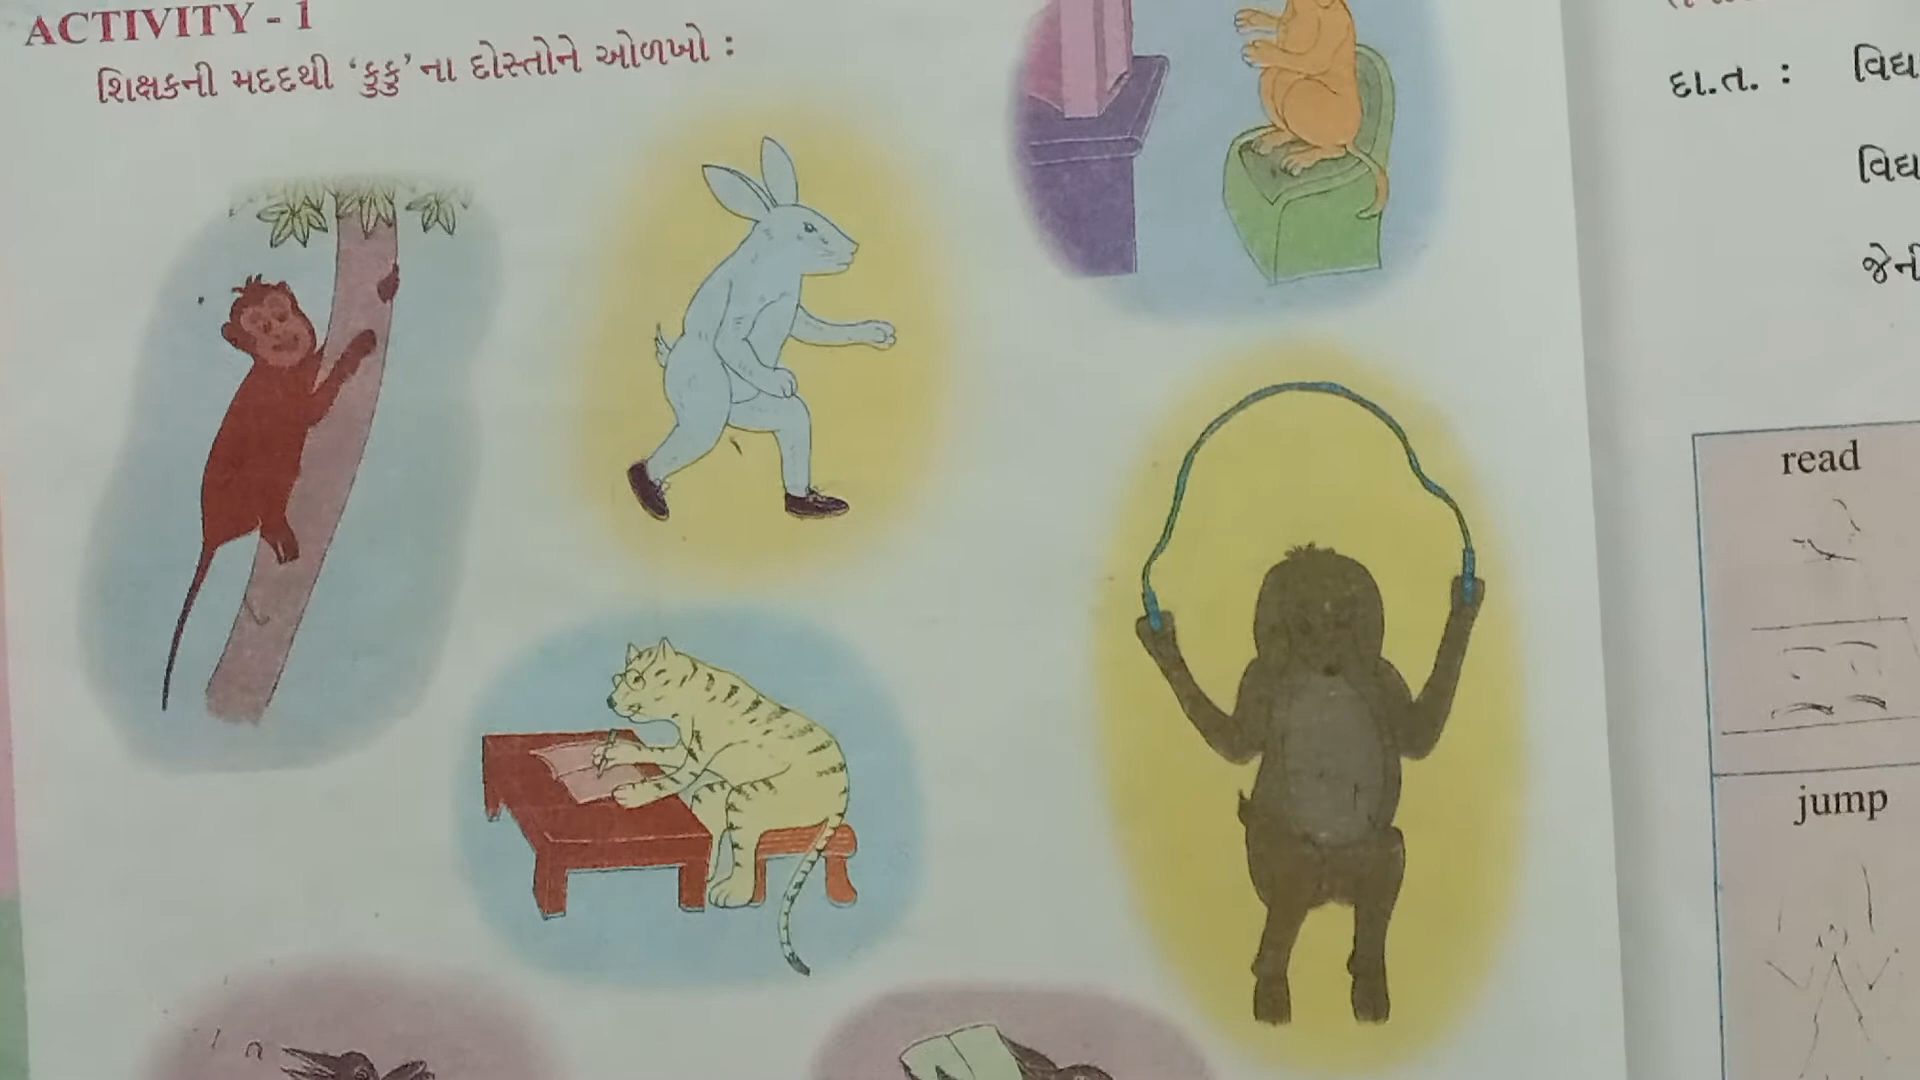 ACTIVITY - 1
શિક્ષકની મદદથી ‘કુકુ’ના દોસ્તોને ઓળખો :
દા.ત. :
read
jump